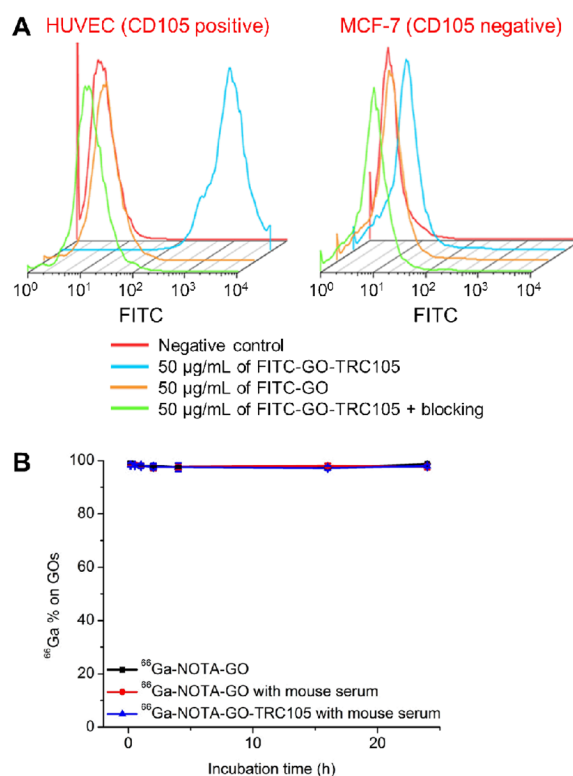 A
HUVEC (CD105 positive)
MCF-7 (CD105 negative)
10⁰ 10¹ 10² 10³ 10⁴
10⁰ 10¹ 10² 10³ 10⁴
FITC
FITC
Negative control
50 µg/mL of FITC-GO-TRC105
50 µg/mL of FITC-GO
50 µg/mL of FITC-GO-TRC105 + blocking
B
100
80
60
40
20
0
⁶⁶Ga % on GOs
⁶⁶Ga-NOTA-GO
⁶⁶Ga-NOTA-GO with mouse serum
⁶⁶Ga-NOTA-GO-TRC105 with mouse serum
0 10 20
Incubation time (h)